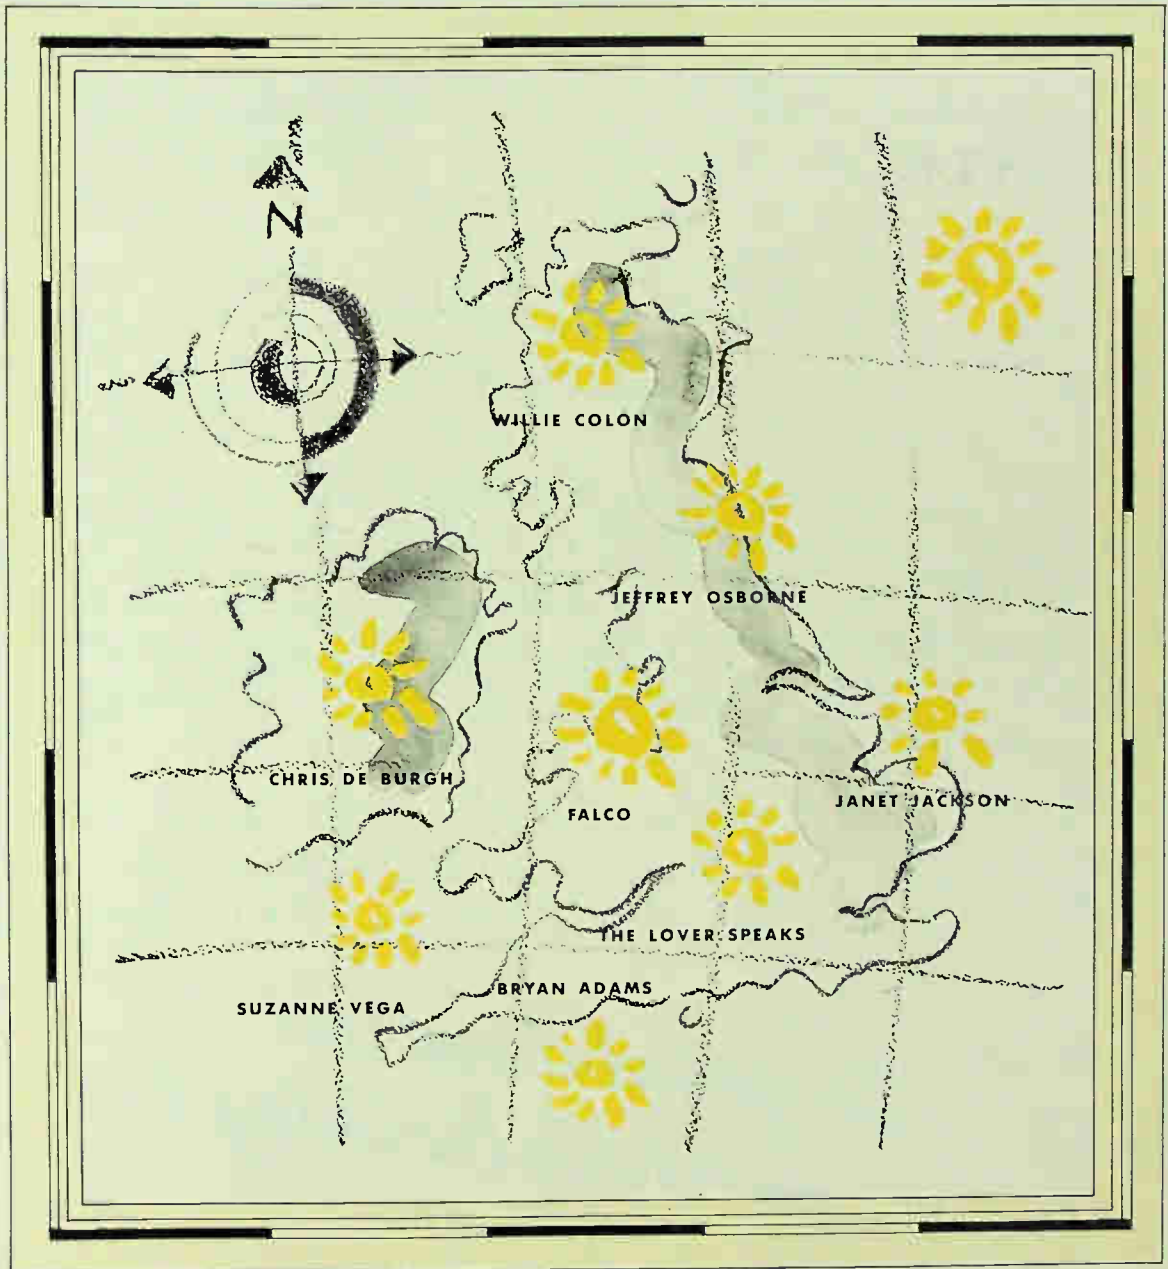 N
WILLIE COLON
JEFFREY OSBORNE
CHRIS DE BURGH
JANET JACKSON
FALCO
THE LOVER SPEAKS
BRYAN ADAMS
SUZANNE VEGA